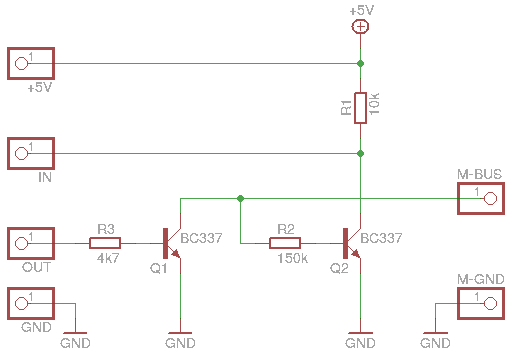 +5V
1
+5V
R1
10k
1
IN
M-BUS
1
R3
BC337
R2
BC337
1
OUT
4k7
Q1
150k
Q2
M-GND
1
GND
1
GND
GND
GND
GND